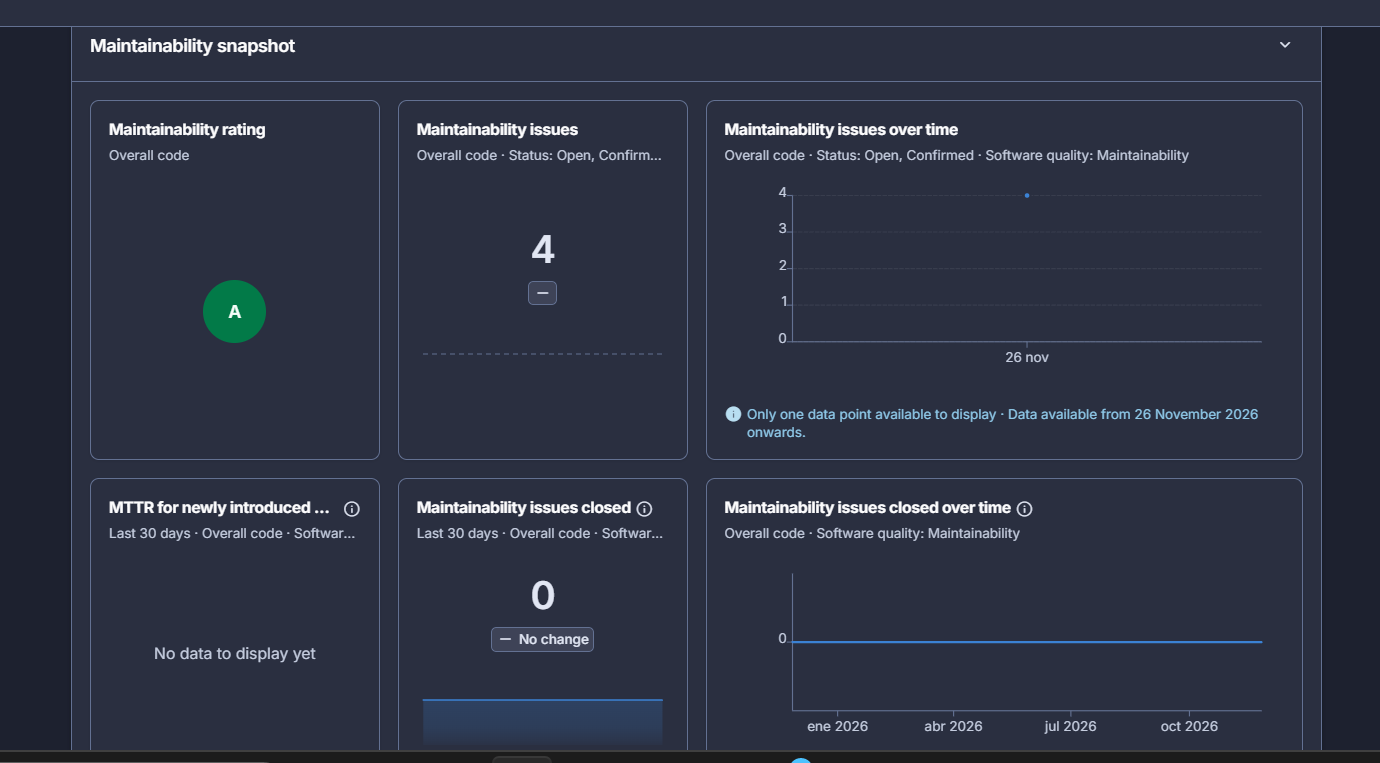 Maintainability snapshot
Maintainability rating
Overall code
A
Maintainability issues
Overall code · Status: Open, Confirm...
4
Maintainability issues over time
Overall code · Status: Open, Confirmed · Software quality: Maintainability
4
3
2
1
0
26 nov
Only one data point available to display · Data available from 26 November 2026
onwards.
MTTR for newly introduced ...
Last 30 days · Overall code · Softwar...
No data to display yet
Maintainability issues closed
Last 30 days · Overall code · Softwar...
0
— No change
Maintainability issues closed over time
Overall code · Software quality: Maintainability
0
ene 2026 abr 2026 jul 2026 oct 2026